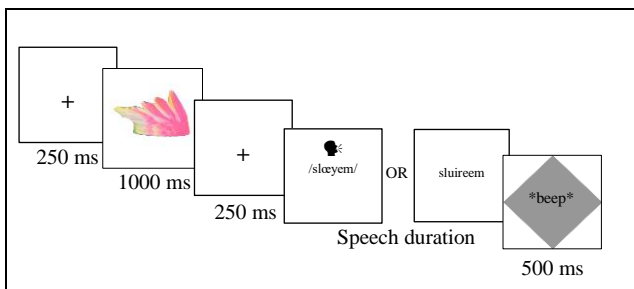 +
250 ms
1000 ms
+
250 ms
/slœyem/
OR
sluireem
Speech duration
*beep*
500 ms